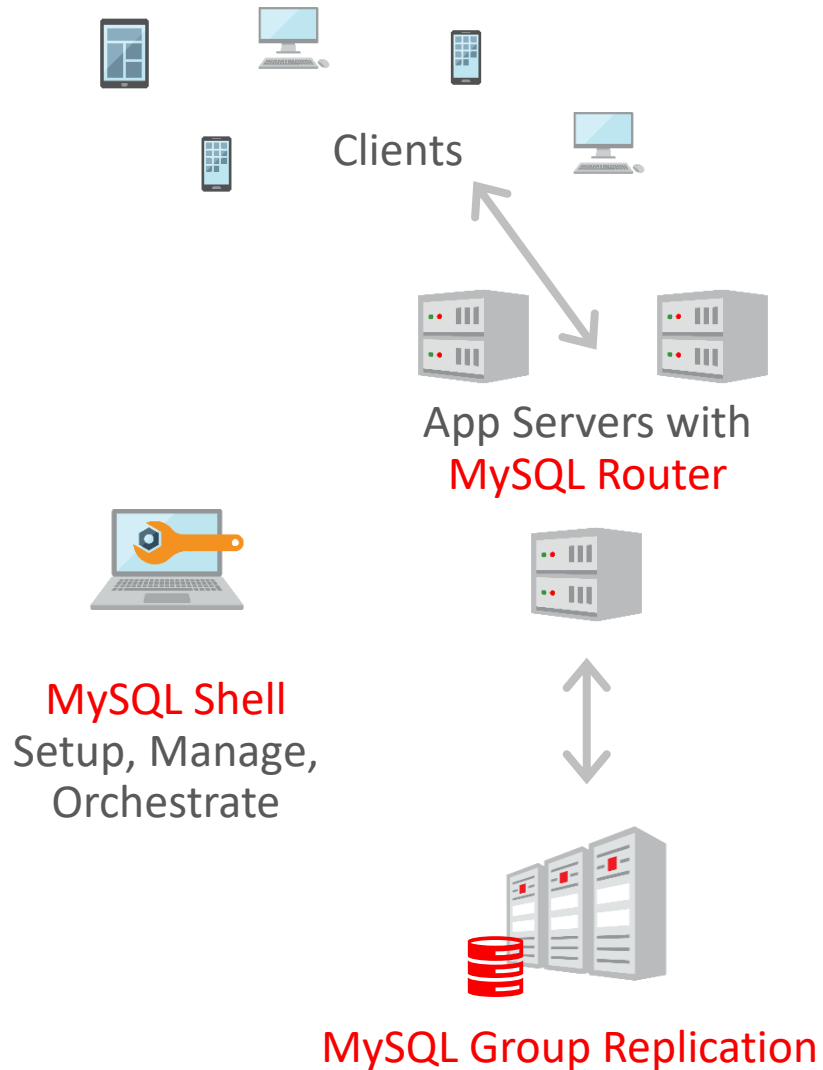 Clients
App Servers with
MySQL Router
MySQL Shell
Setup, Manage,
Orchestrate
MySQL Group Replication